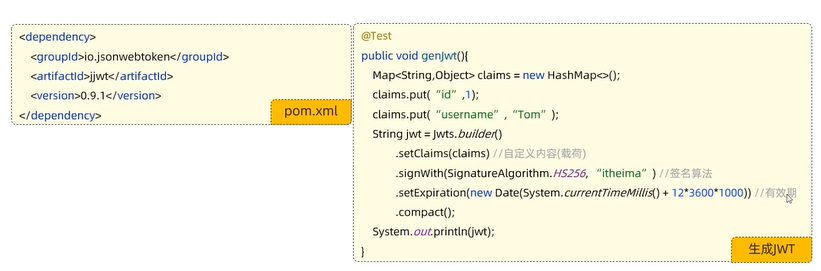 <dependency>
<groupId>io.jsonwebtoken</groupId>
<artifactId>jjwt</artifactId>
<version>0.9.1</version>
</dependency>
pom.xml
@Test
public void genJwt(){
Map<String,Object> claims = new HashMap<>();
claims.put(“id”,1);
claims.put(“username”,“Tom”);
String jwt = Jwts.builder()
.setClaims(claims) //自定义内容(载荷)
.signWith(SignatureAlgorithm.HS256, “itheima”) //签名算法
.setExpiration(new Date(System.currentTimeMillis() + 12*3600*1000)) //有效期
.compact();
System.out.println(jwt);
}
生成JWT